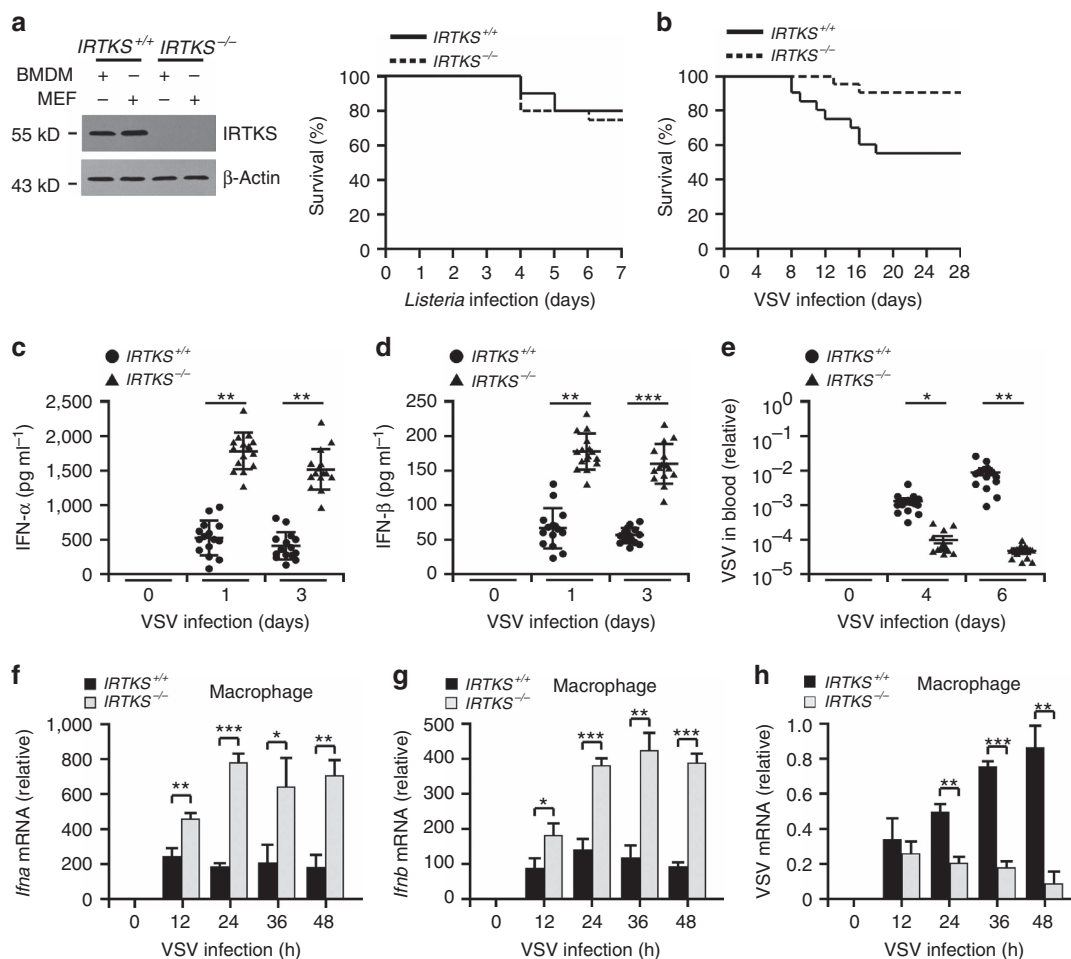 a
IRTKS+/+ IRTKS−/−
BMDM + − + −
MEF − + − +
55 kD
IRTKS
43 kD
β-Actin
IRTKS+/+
IRTKS−/−
100
80
60
40
20
0
Survival (%)
0 1 2 3 4 5 6 7
Listeria infection (days)
b
IRTKS+/+
IRTKS−/−
100
80
60
40
20
0
Survival (%)
0 4 8 12 16 20 24 28
VSV infection (days)
c
IRTKS+/+
IRTKS−/−
** **
2,500
2,000
1,500
1,000
500
0
IFN-α (pg ml−1)
0 1 3
VSV infection (days)
d
IRTKS+/+
IRTKS−/−
** ***
250
200
150
100
50
0
IFN-β (pg ml−1)
0 1 3
VSV infection (days)
e
IRTKS+/+
IRTKS−/−
* **
100
10−1
10−2
10−3
10−4
10−5
VSV in blood (relative)
0 4 6
VSV infection (days)
f
IRTKS+/+
IRTKS−/−
Macrophage
** *** * **
1,000
800
600
400
200
0
Ifna mRNA (relative)
0 12 24 36 48
VSV infection (h)
g
IRTKS+/+
IRTKS−/−
Macrophage
* *** ** ***
500
400
300
200
100
0
Ifnb mRNA (relative)
0 12 24 36 48
VSV infection (h)
h
IRTKS+/+
IRTKS−/−
Macrophage
** *** **
1.0
0.8
0.6
0.4
0.2
0
VSV mRNA (relative)
0 12 24 36 48
VSV infection (h)